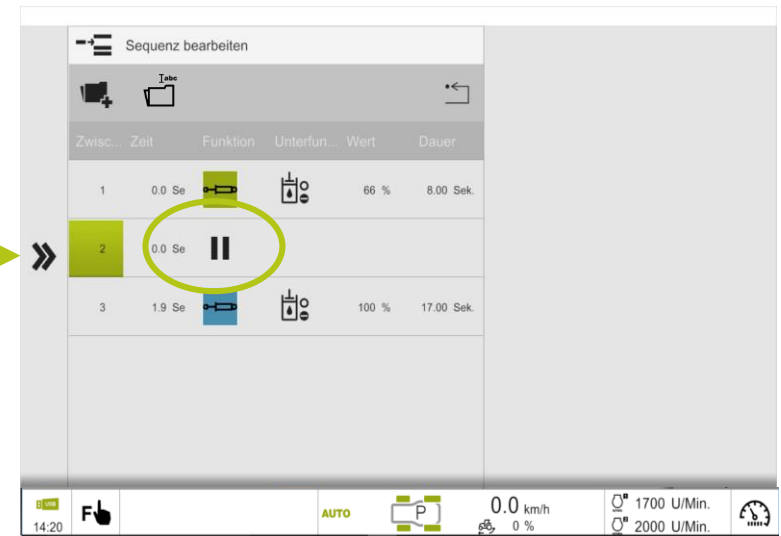 Sequenz bearbeiten
Iabc
Zwisc... Zeit Funktion Unterfun... Wert Dauer
1 0.0 Se 66 % 8.00 Sek.
2 0.0 Se
3 1.9 Se 100 % 17.00 Sek.
USB
14:20
F
AUTO
P
0.0 km/h
0 %
1700 U/Min.
2000 U/Min.